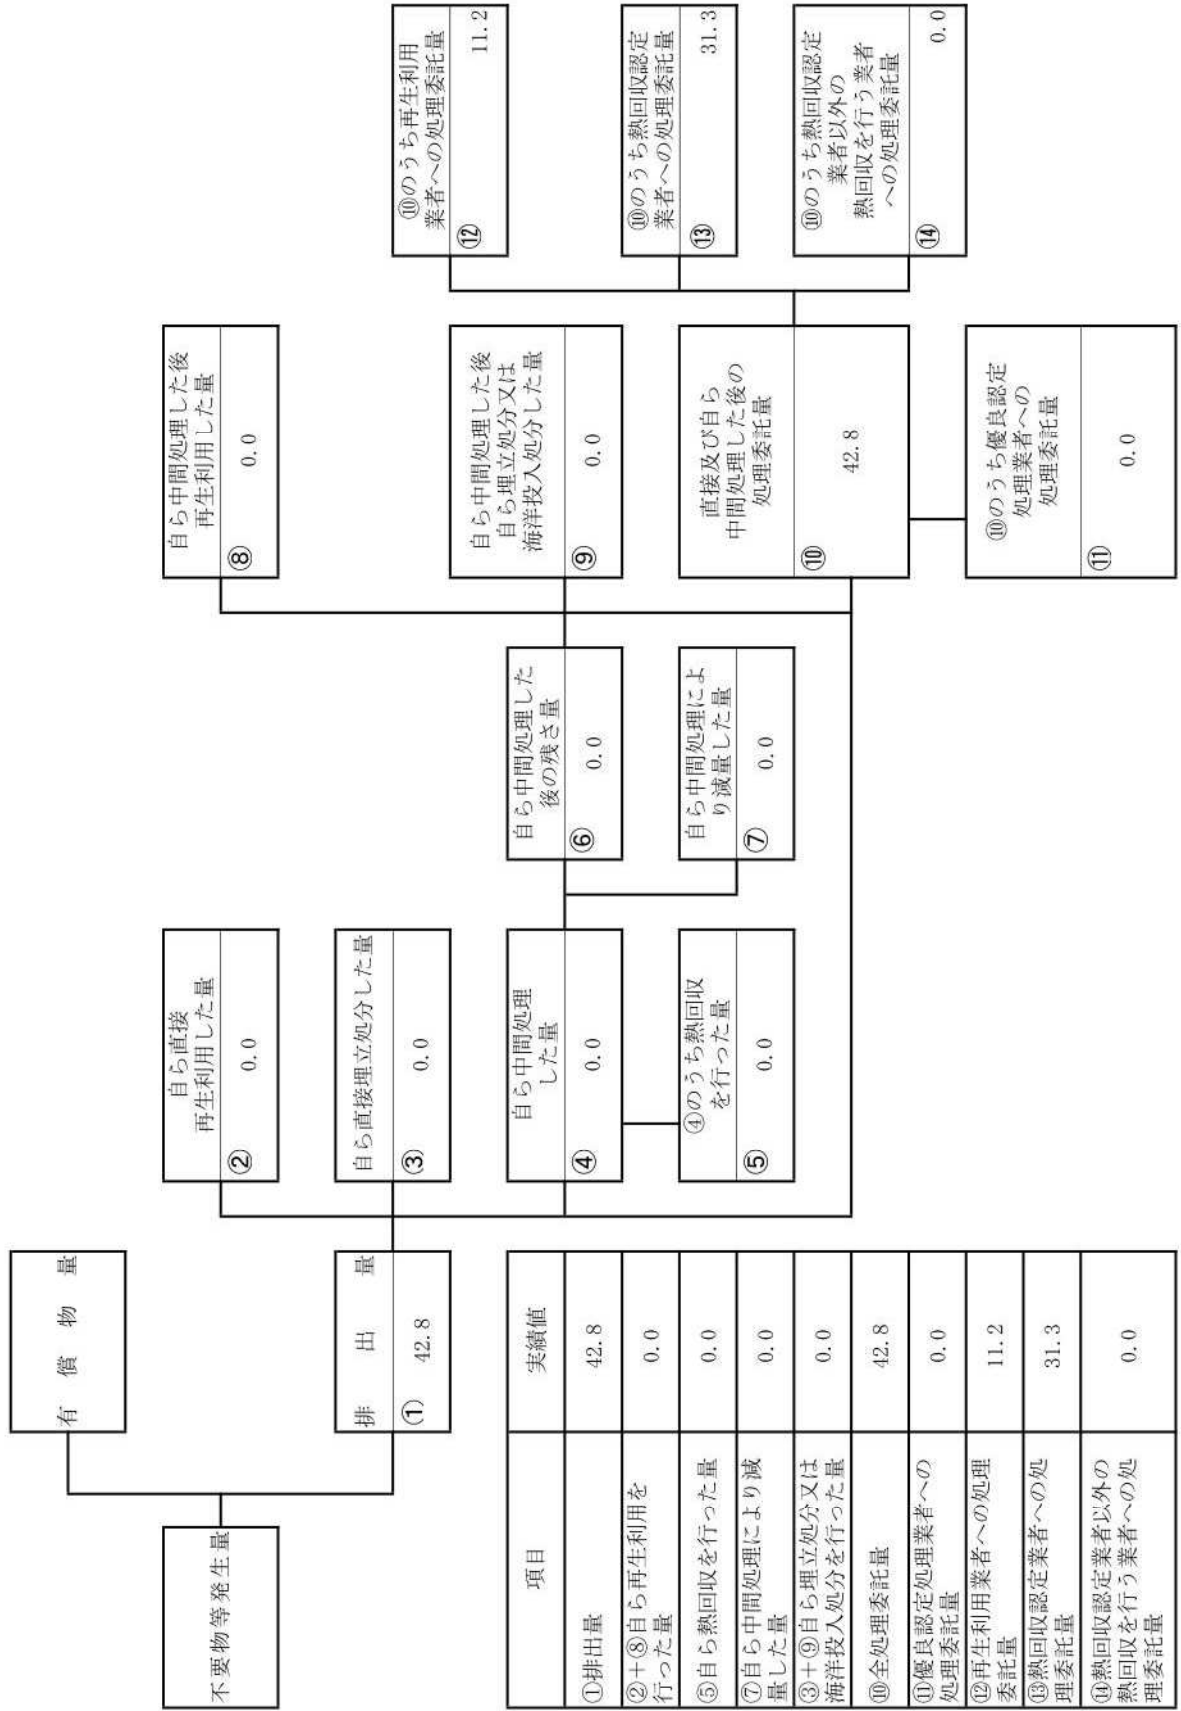 不要物等発生量
有償物量
排出量
① 42.8
自ら直接
再生利用した量
② 0.0
自ら直接埋立処分した量
③ 0.0
自ら中間処理
した量
④ 0.0
④のうち熱回収
を行った量
⑤ 0.0
自ら中間処理した
後の残さ量
⑥ 0.0
自ら中間処理によ
り減量した量
⑦ 0.0
自ら中間処理した後
再生利用した量
⑧ 0.0
自ら中間処理した後
自ら埋立処分又は
海洋投入処分した量
⑨ 0.0
直接及び自ら
中間処理した後の
処理委託量
⑩ 42.8
⑩のうち優良認定
処理業者への
処理委託量
⑪ 0.0
⑩のうち再生利用
業者への処理委託量
⑫ 11.2
⑩のうち熱回収認定
業者への処理委託量
⑬ 31.3
⑩のうち熱回収認定
業者以外の
熱回収を行う業者
への処理委託量
⑭ 0.0
項目 実績値
①排出量 42.8
②+⑧自ら再生利用を
行った量 0.0
⑤自ら熱回収を行った量 0.0
⑦自ら中間処理により減
量した量 0.0
③+⑨自ら埋立処分又は
海洋投入処分を行った量 0.0
⑩全処理委託量 42.8
⑪優良認定処理業者への
処理委託量 0.0
⑫再生利用業者への処理
委託量 11.2
⑬熱回収認定業者への処
理委託量 31.3
⑭熱回収認定業者以外の
熱回収を行う業者への処
理委託量 0.0